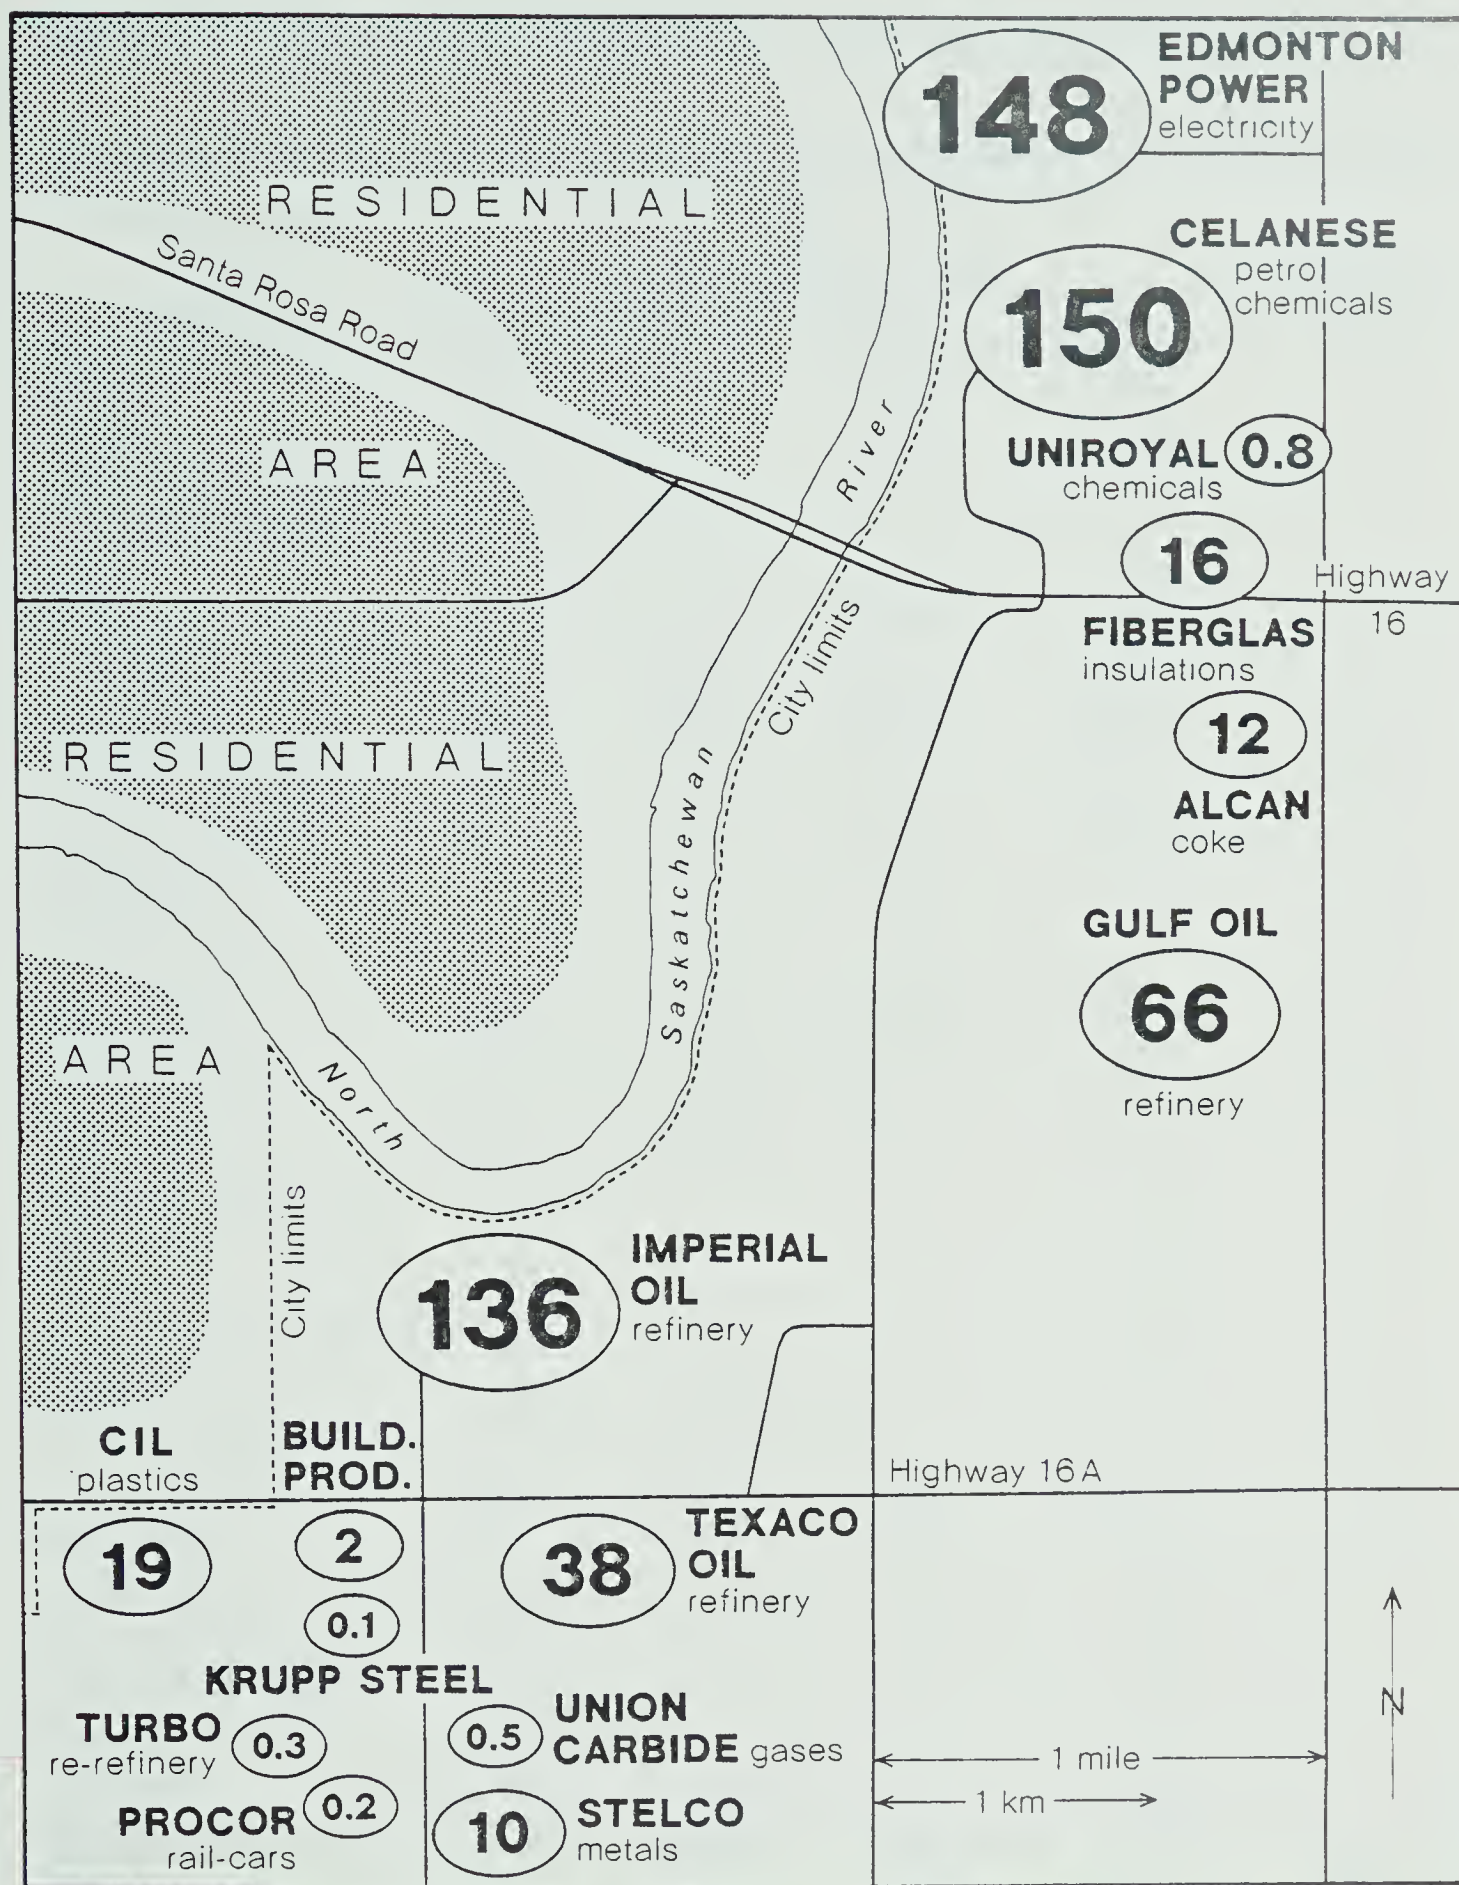 EDMONTON
POWER
electricity
148
RESIDENTIAL
Santa Rosa Road
AREA
CELANESE
petrol
chemicals
150
River
UNIROYAL 0.8
chemicals
16
Highway
16
FIBERGLAS
insulations
City limits
12
ALCAN
coke
RESIDENTIAL
Saskatchewan
GULF OIL
66
refinery
AREA
North
City limits
136
IMPERIAL
OIL
refinery
CIL
plastics
BUILD.
PROD.
Highway 16A
19
2
0.1
38
TEXACO
OIL
refinery
KRUPP STEEL
TURBO
re-refinery
0.3
0.5
UNION
CARBIDE gases
PROCOR 0.2
rail-cars
10
STELCO
metals
1 mile
1 km
N